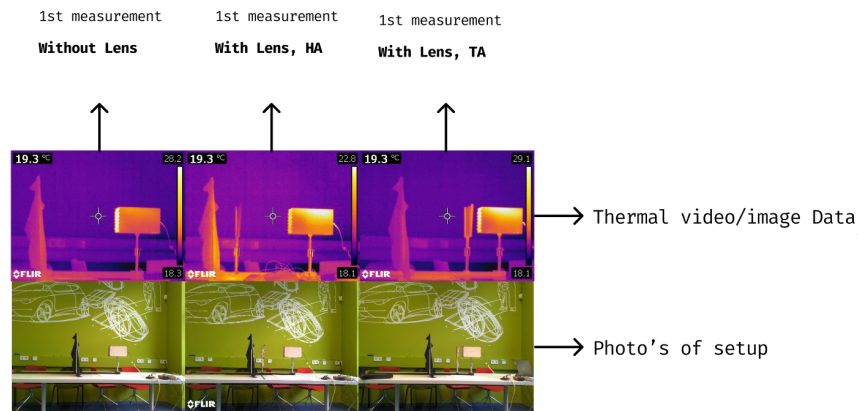 1st measurement
Without Lens
1st measurement
With Lens, HA
1st measurement
With Lens, TA
19.3 °C
28.2
19.3 °C
22.8
19.3 °C
29.1
18.3
18.1
18.1
FLIR
FLIR
FLIR
Thermal video/image Data
Photo's of setup
FLIR